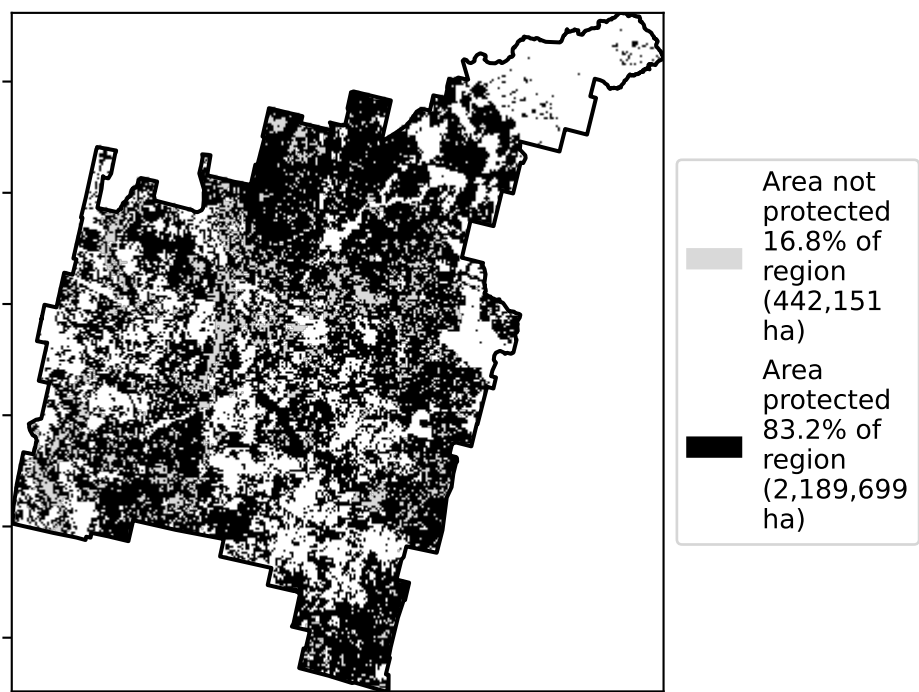 Area not
protected
16.8% of
region
(442,151
ha)
Area
protected
83.2% of
region
(2,189,699
ha)